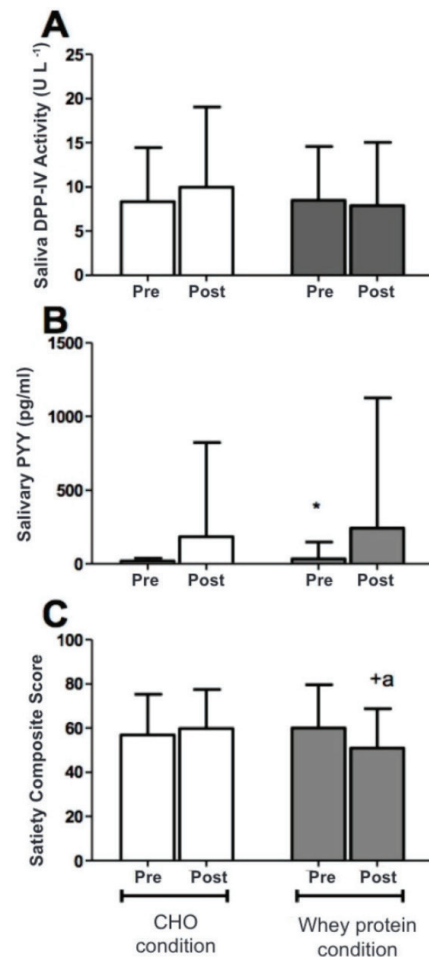 A
Saliva DPP-IV Activity (U L⁻¹)
25
20
15
10
5
0
Pre Post Pre Post
B
Salivary PYY (pg/ml)
1500
1000
500
0
*
Pre Post Pre Post
C
Satiety Composite Score
100
80
60
40
20
0
+a
Pre Post Pre Post
CHO
condition
Whey protein
condition